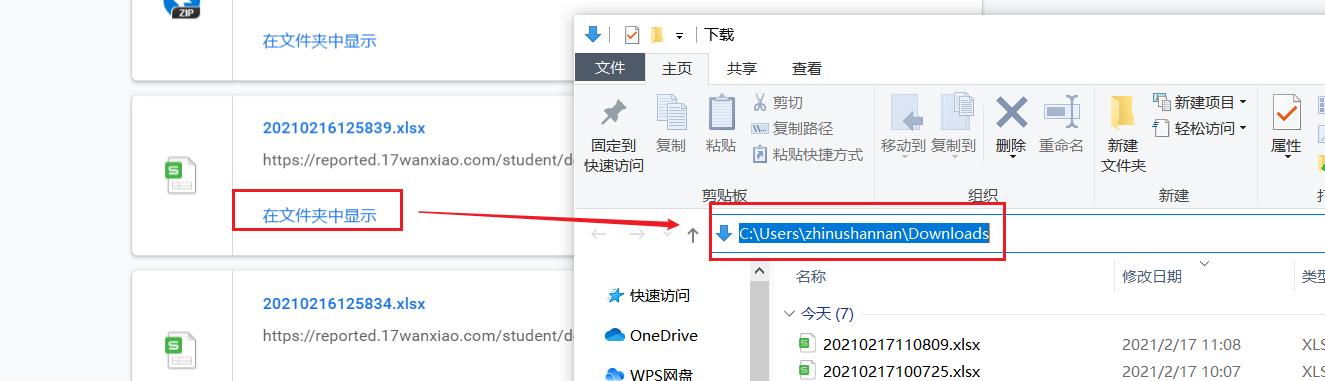 ZIP
在文件夹中显示
20210216125839.xlsx
https://reported.17wanxiao.com/student/d
在文件夹中显示
20210216125834.xlsx
https://reported.17wanxiao.com/student/d
下载
文件 主页 共享 查看
固定到快速访问
复制
粘贴
剪切
复制路径
粘贴快捷方式
剪贴板
移动到
复制到
删除
重命名
组织
新建文件夹
新建项目
轻松访问
新建
属性
C:\Users\zhinushannan\Downloads
快速访问
OneDrive
WPS网盘
名称 修改日期 类型
今天 (7)
20210217110809.xlsx 2021/2/17 11:08 XLS
20210217100725.xlsx 2021/2/17 10:07 XLS